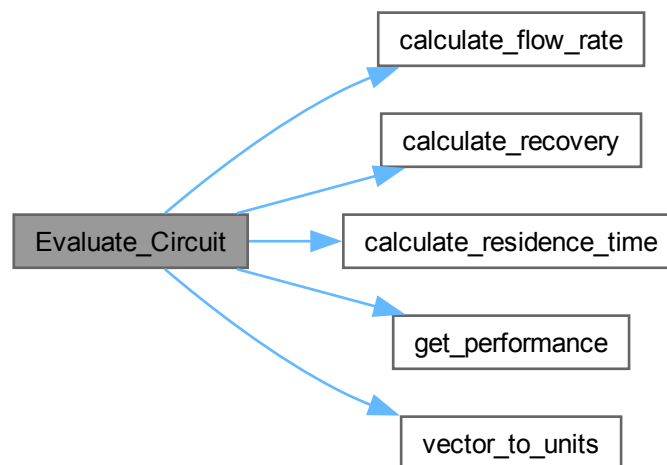 calculate_flow_rate
calculate_recovery
Evaluate_Circuit
calculate_residence_time
get_performance
vector_to_units